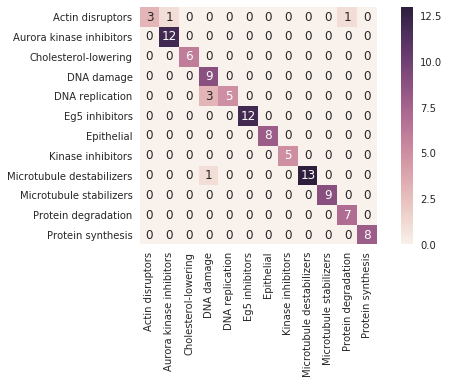 Actin disruptors 3 1 0 0 0 0 0 0 0 0 1 0
Aurora kinase inhibitors 0 12 0 0 0 0 0 0 0 0 0 0
Cholesterol-lowering 0 0 6 0 0 0 0 0 0 0 0 0
DNA damage 0 0 0 9 0 0 0 0 0 0 0 0
DNA replication 0 0 0 3 5 0 0 0 0 0 0 0
Eg5 inhibitors 0 0 0 0 0 12 0 0 0 0 0 0
Epithelial 0 0 0 0 0 0 8 0 0 0 0 0
Kinase inhibitors 0 0 0 0 0 0 0 5 0 0 0 0
Microtubule destabilizers 0 0 0 1 0 0 0 0 13 0 0 0
Microtubule stabilizers 0 0 0 0 0 0 0 0 0 9 0 0
Protein degradation 0 0 0 0 0 0 0 0 0 0 7 0
Protein synthesis 0 0 0 0 0 0 0 0 0 0 0 8
Actin disruptors
Aurora kinase inhibitors
Cholesterol-lowering
DNA damage
DNA replication
Eg5 inhibitors
Epithelial
Kinase inhibitors
Microtubule destabilizers
Microtubule stabilizers
Protein degradation
Protein synthesis
12.5
10.0
7.5
5.0
2.5
0.0